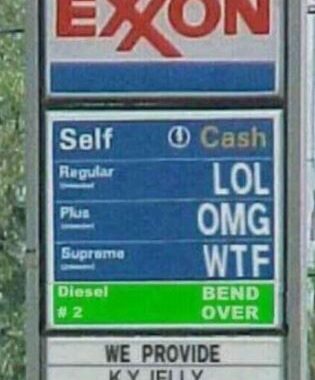 EXXON
Self Cash
Regular LOL
Plus OMG
Supreme WTF
Diesel BEND
# 2 OVER
WE PROVIDE
K Y JELLY